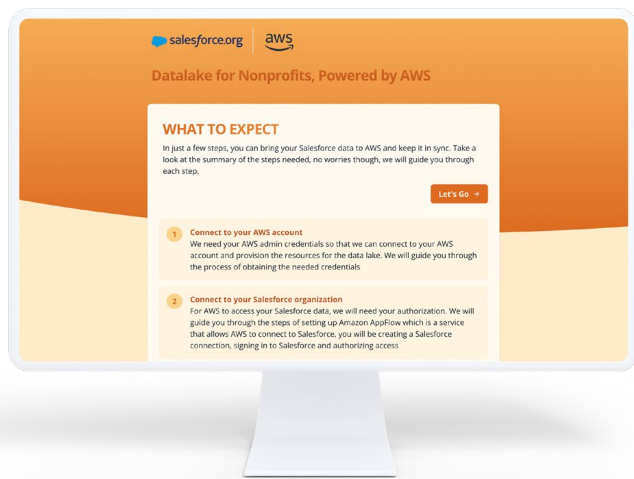 salesforce.org
aws
Datalake for Nonprofits, Powered by AWS
WHAT TO EXPECT
In just a few steps, you can bring your Salesforce data to AWS and keep it in sync. Take a
look at the summary of the steps needed, no worries though, we will guide you through
each step.
Let's Go →
1 Connect to your AWS account
We need your AWS admin credentials so that we can connect to your AWS
account and provision the resources for the data lake. We will guide you through
the process of obtaining the needed credentials
2 Connect to your Salesforce organization
For AWS to access your Salesforce data, we will need your authorization. We will
guide you through the steps of setting up Amazon AppFlow which is a service
that allows AWS to connect to Salesforce, you will be creating a Salesforce
connection, signing in to Salesforce and authorizing access